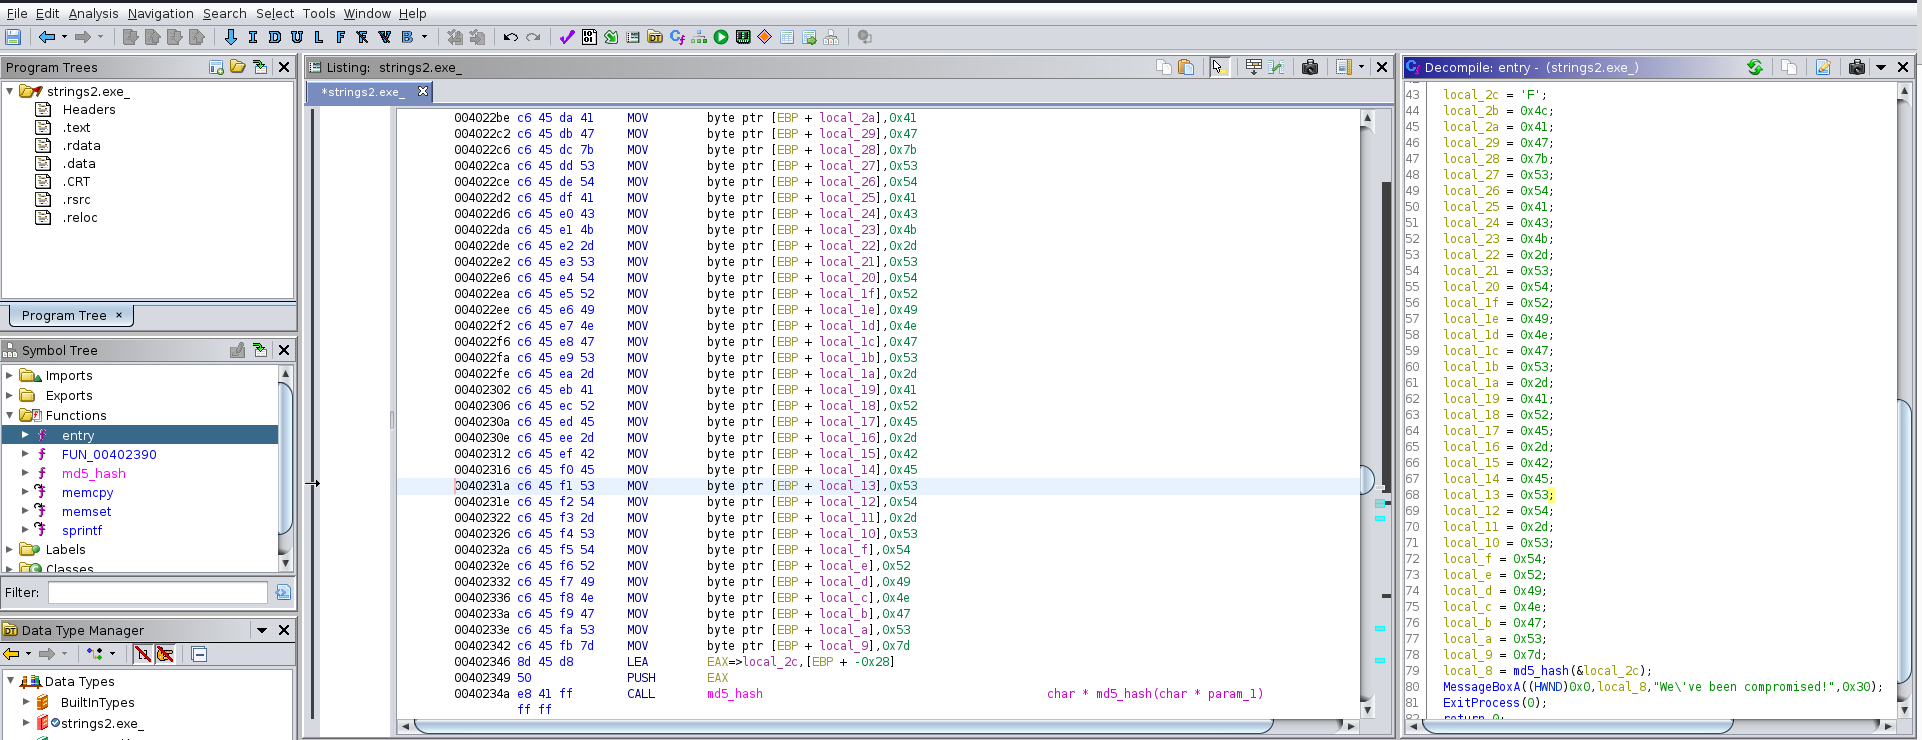 File Edit Analysis Navigation Search Select Tools Window Help
I D U L F R V B
Program Trees
strings2.exe_
Headers
.text
.rdata
.data
.CRT
.rsrc
.reloc
Program Tree ×
Symbol Tree
Imports
Exports
Functions
entry
FUN_00402390
md5_hash
memcpy
memset
sprintf
Labels
Classes
Filter:
Data Type Manager
Data Types
BuiltInTypes
strings2.exe_
Listing: strings2.exe_
*strings2.exe_
004022be c6 45 da 41 MOV byte ptr [EBP + local_2a],0x41
004022c2 c6 45 db 47 MOV byte ptr [EBP + local_29],0x47
004022c6 c6 45 dc 7b MOV byte ptr [EBP + local_28],0x7b
004022ca c6 45 dd 53 MOV byte ptr [EBP + local_27],0x53
004022ce c6 45 de 54 MOV byte ptr [EBP + local_26],0x54
004022d2 c6 45 df 41 MOV byte ptr [EBP + local_25],0x41
004022d6 c6 45 e0 43 MOV byte ptr [EBP + local_24],0x43
004022da c6 45 e1 4b MOV byte ptr [EBP + local_23],0x4b
004022de c6 45 e2 2d MOV byte ptr [EBP + local_22],0x2d
004022e2 c6 45 e3 53 MOV byte ptr [EBP + local_21],0x53
004022e6 c6 45 e4 54 MOV byte ptr [EBP + local_20],0x54
004022ea c6 45 e5 52 MOV byte ptr [EBP + local_1f],0x52
004022ee c6 45 e6 49 MOV byte ptr [EBP + local_1e],0x49
004022f2 c6 45 e7 4e MOV byte ptr [EBP + local_1d],0x4e
004022f6 c6 45 e8 47 MOV byte ptr [EBP + local_1c],0x47
004022fa c6 45 e9 53 MOV byte ptr [EBP + local_1b],0x53
004022fe c6 45 ea 2d MOV byte ptr [EBP + local_1a],0x2d
00402302 c6 45 eb 41 MOV byte ptr [EBP + local_19],0x41
00402306 c6 45 ec 52 MOV byte ptr [EBP + local_18],0x52
0040230a c6 45 ed 45 MOV byte ptr [EBP + local_17],0x45
0040230e c6 45 ee 2d MOV byte ptr [EBP + local_16],0x2d
00402312 c6 45 ef 42 MOV byte ptr [EBP + local_15],0x42
00402316 c6 45 f0 45 MOV byte ptr [EBP + local_14],0x45
0040231a c6 45 f1 53 MOV byte ptr [EBP + local_13],0x53
0040231e c6 45 f2 54 MOV byte ptr [EBP + local_12],0x54
00402322 c6 45 f3 2d MOV byte ptr [EBP + local_11],0x2d
00402326 c6 45 f4 53 MOV byte ptr [EBP + local_10],0x53
0040232a c6 45 f5 54 MOV byte ptr [EBP + local_f],0x54
0040232e c6 45 f6 52 MOV byte ptr [EBP + local_e],0x52
00402332 c6 45 f7 49 MOV byte ptr [EBP + local_d],0x49
00402336 c6 45 f8 4e MOV byte ptr [EBP + local_c],0x4e
0040233a c6 45 f9 47 MOV byte ptr [EBP + local_b],0x47
0040233e c6 45 fa 53 MOV byte ptr [EBP + local_a],0x53
00402342 c6 45 fb 7d MOV byte ptr [EBP + local_9],0x7d
00402346 8d 45 d8 LEA EAX=>local_2c,[EBP + -0x28]
00402349 50 PUSH EAX
0040234a e8 41 ff CALL md5_hash char * md5_hash(char * param_1)
ff ff
Decompile: entry - (strings2.exe_)
43 local_2c = 'F';
44 local_2b = 0x4c;
45 local_2a = 0x41;
46 local_29 = 0x47;
47 local_28 = 0x7b;
48 local_27 = 0x53;
49 local_26 = 0x54;
50 local_25 = 0x41;
51 local_24 = 0x43;
52 local_23 = 0x4b;
53 local_22 = 0x2d;
54 local_21 = 0x53;
55 local_20 = 0x54;
56 local_1f = 0x52;
57 local_1e = 0x49;
58 local_1d = 0x4e;
59 local_1c = 0x47;
60 local_1b = 0x53;
61 local_1a = 0x2d;
62 local_19 = 0x41;
63 local_18 = 0x52;
64 local_17 = 0x45;
65 local_16 = 0x2d;
66 local_15 = 0x42;
67 local_14 = 0x45;
68 local_13 = 0x53;
69 local_12 = 0x54;
70 local_11 = 0x2d;
71 local_10 = 0x53;
72 local_f = 0x54;
73 local_e = 0x52;
74 local_d = 0x49;
75 local_c = 0x4e;
76 local_b = 0x47;
77 local_a = 0x53;
78 local_9 = 0x7d;
79 local_8 = md5_hash(&local_2c);
80 MessageBoxA((HWND)0x0,local_8,"We\'ve been compromised!",0x30);
81 ExitProcess(0);
82 return 0;